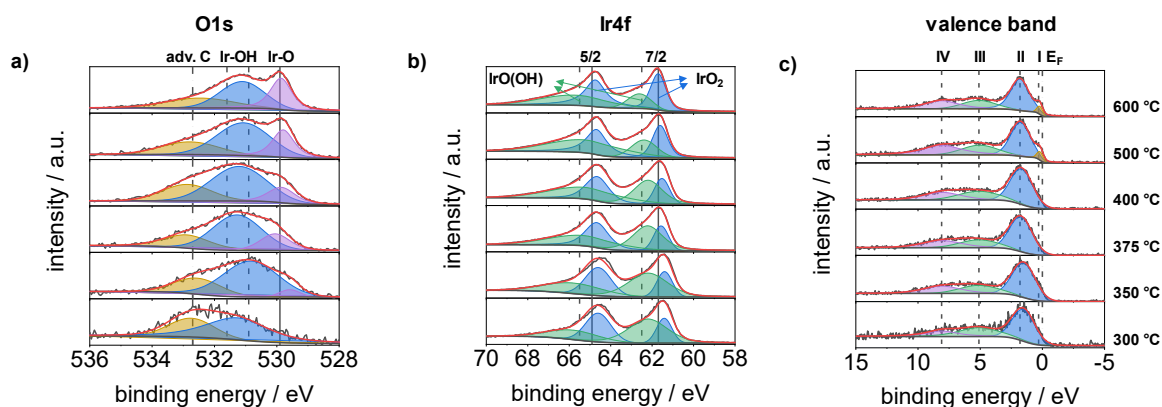 O1s
Ir4f
valence band
a)
adv. C Ir-OH Ir-O
intensity / a.u.
536 534 532 530 528
binding energy / eV
b)
5/2 7/2
IrO(OH)
IrO₂
intensity / a.u.
70 68 66 64 62 60 58
binding energy / eV
c)
IV III II I E_F
intensity / a.u.
600 °C
500 °C
400 °C
375 °C
350 °C
300 °C
15 10 5 0 -5
binding energy / eV